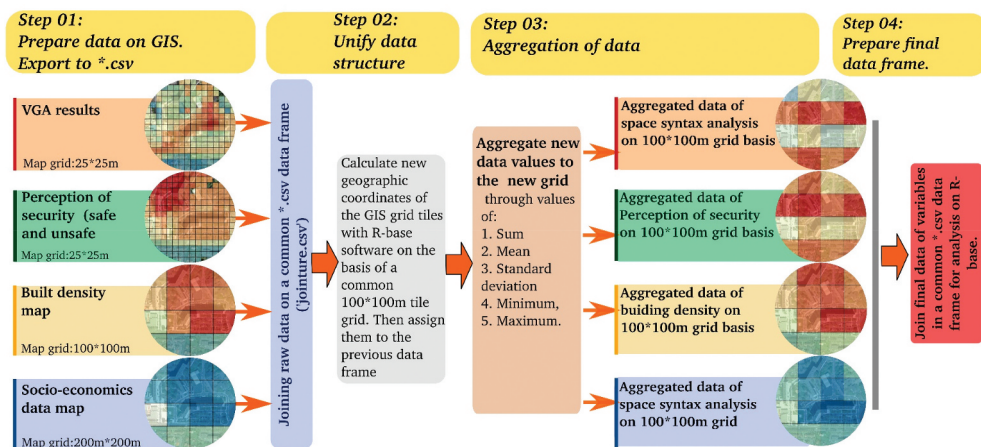 Step 01:
Prepare data on GIS.
Export to *.csv
Step 02:
Unify data
structure
Step 03:
Aggregation of data
Step 04:
Prepare final
data frame.
VGA results
Map grid:25*25m
Perception of
security (safe
and unsafe
Map grid:25*25m
Built density
map
Map grid:100*100m
Socio-economics
data map
Map grid:200m*200m
Joining raw data on a common *.csv data frame
('jointure.csv')
Calculate new
geographic
coordinates of
the GIS grid tiles
with R-base
software on the
basis of a
common
100*100m tile
grid. Then assign
them to the
previous data
frame
Aggregate new
data values to
the new grid
through values
of:
1. Sum
2. Mean
3. Standard
deviation
4. Minimum,
5. Maximum.
Aggregated data of
space syntax analysis
on 100*100m grid basis
Aggregated data of
Perception of security
on 100*100m grid basis
Aggregated data of
buiding density on
100*100m grid basis
Aggregated data of
space syntax analysis
on 100*100m grid
Join final data of variables
in a common *.csv data
frame for analysis on R-
base.